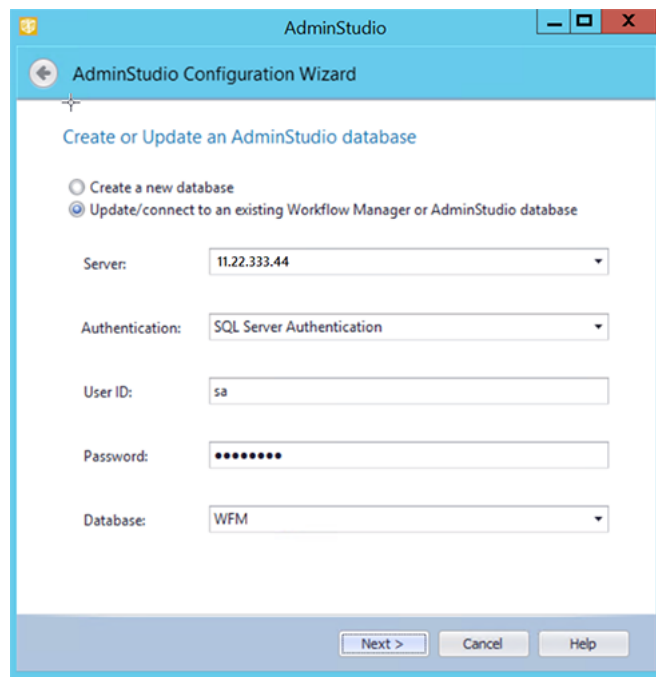 AdminStudio
AdminStudio Configuration Wizard
Create or Update an AdminStudio database
Create a new database
Update/connect to an existing Workflow Manager or AdminStudio database
Server: 11.22.333.44
Authentication: SQL Server Authentication
User ID: sa
Password: ••••••••
Database: WFM
Next > Cancel Help